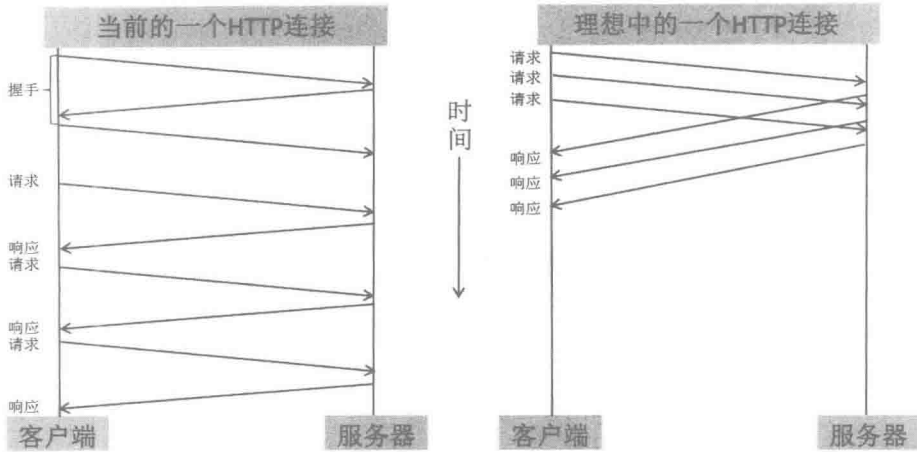 当前的一个HTTP连接
握手
请求
响应
请求
响应
请求
响应
客户端
服务器
时间
理想中的一个HTTP连接
请求
请求
请求
响应
响应
响应
客户端
服务器